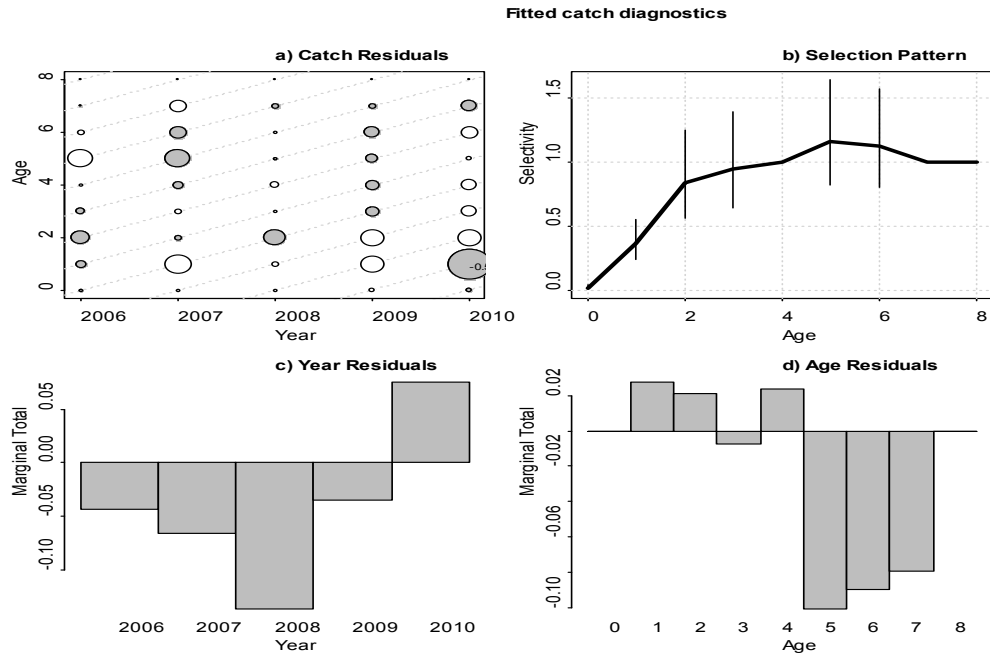 Fitted catch diagnostics
a) Catch Residuals
Age
8
6
4
2
0
-0.5
2006 2007 2008 2009 2010
Year
b) Selection Pattern
Selectivity
1.5
1.0
0.5
0.0
0 2 4 6 8
Age
c) Year Residuals
Marginal Total
0.05
0.00
-0.05
-0.10
2006 2007 2008 2009 2010
Year
d) Age Residuals
Marginal Total
0.02
-0.02
-0.06
-0.10
0 1 2 3 4 5 6 7 8
Age